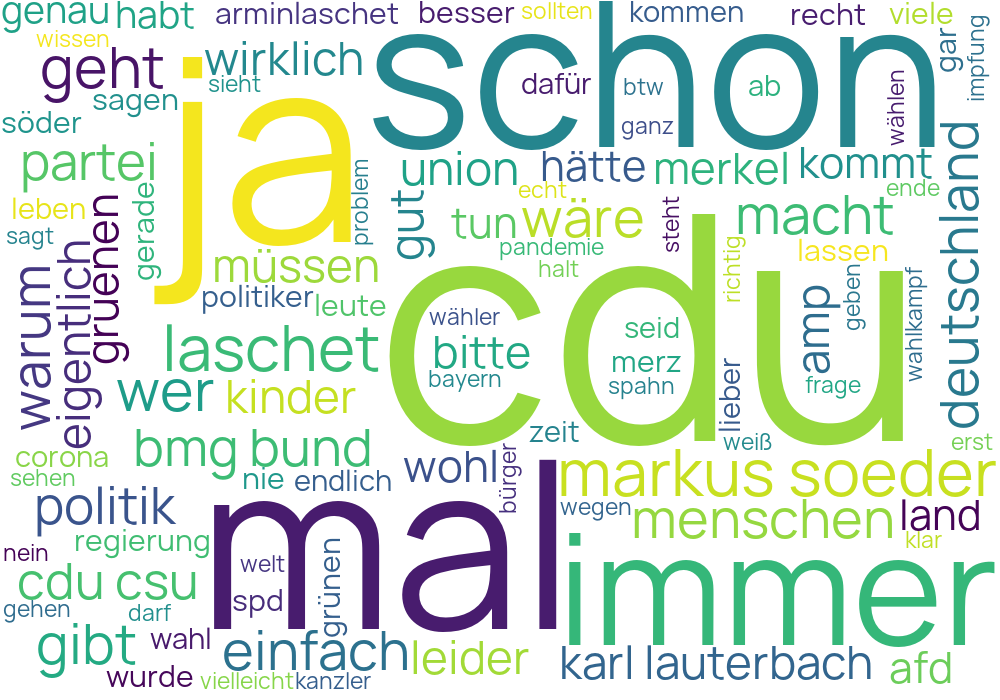 genau habt arminlaschet besser sollten kommen recht viele
wissen
geht wirklich schon gar impfung
sagen sieht dafür btw ab wählen
söder ja ganz
partei union hätte merkel kommt deutschland
leben gerade problem gut echt ende
sagt tun wäre steht macht
gruenen pandemie lassen
warum eigentlich müssen halt richtig
politiker leute cdu amp geben wahlkampf
wähler seid
laschet bitte merz
wer kinder bayern spahn lieber frage
bmg bund zeit weiß erst
corona wohl
sehen nie endlich bürger markus soeder
politik mal wegen menschen land
nein regierung immer klar
cdu csu welt grünen
gehen darf spd
gibt wahl einfach leider karl lauterbach afd
wurde vielleicht kanzler